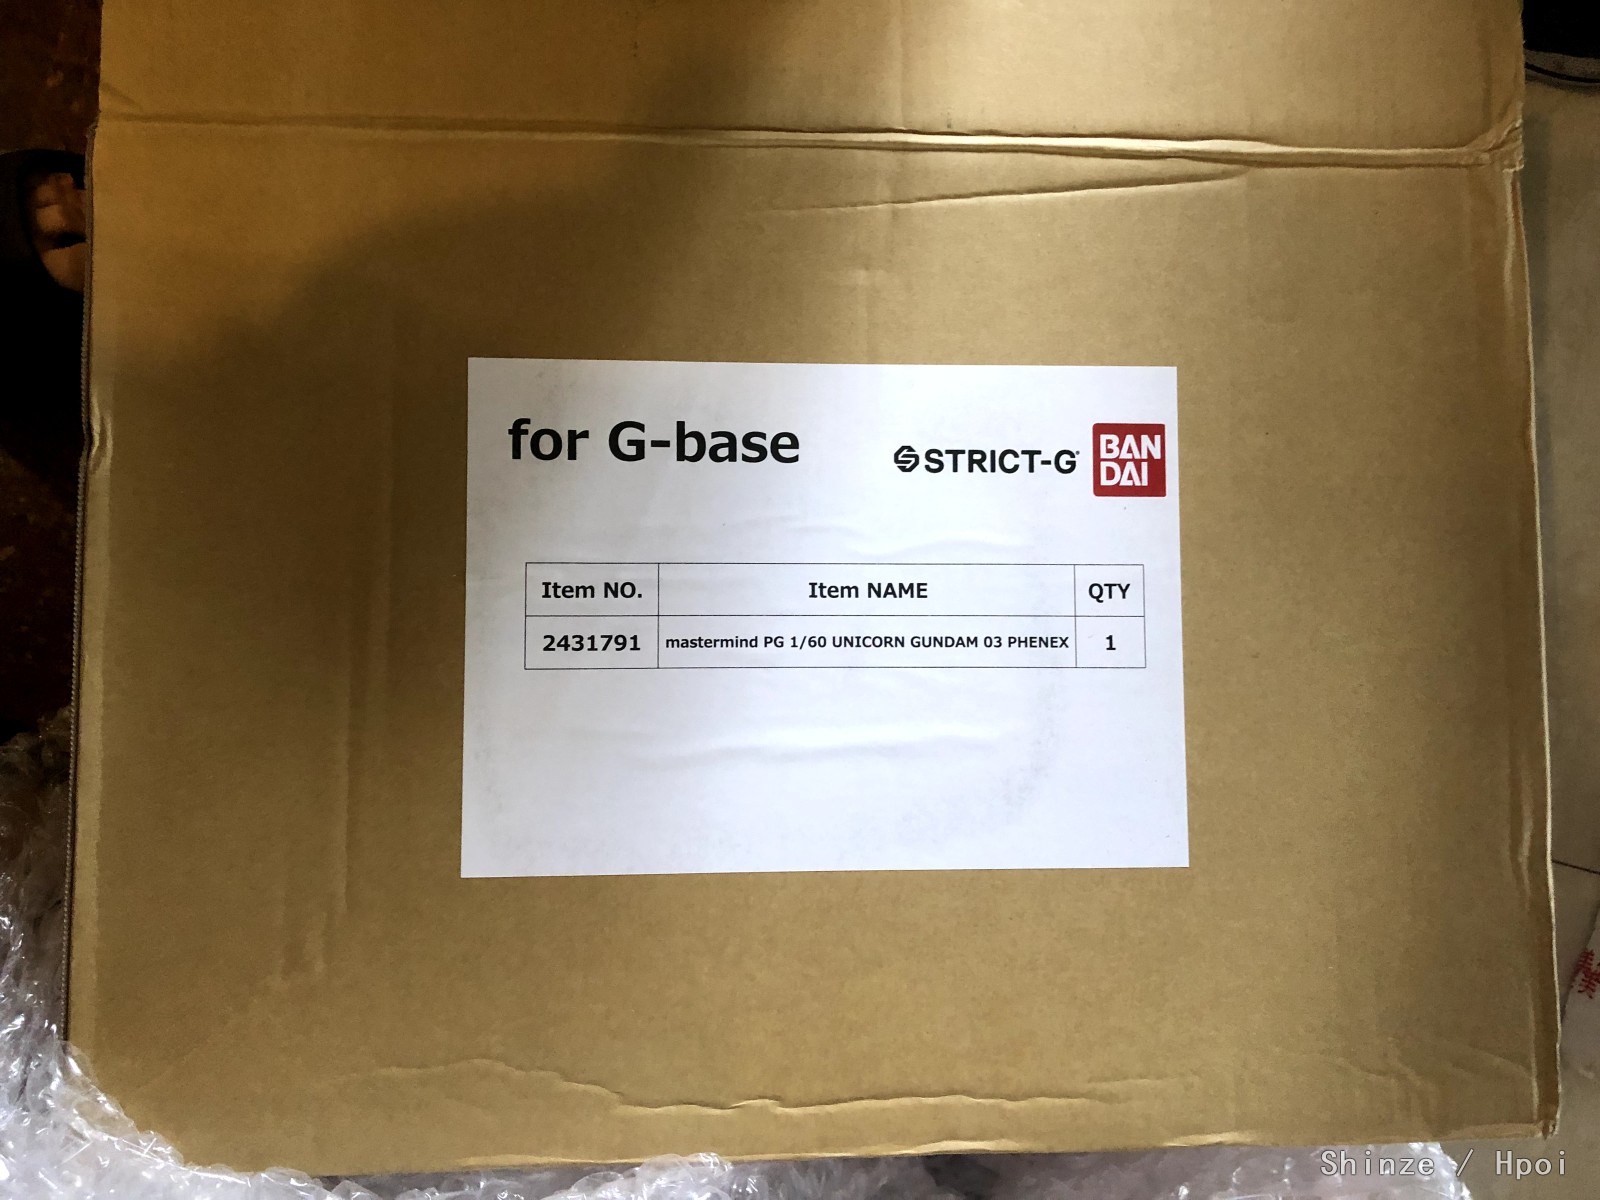 for G-base
STRICT-G
BAN
DAI
Item NO. Item NAME QTY
2431791 mastermind PG 1/60 UNICORN GUNDAM 03 PHENEX 1
Shinze / Hpoi